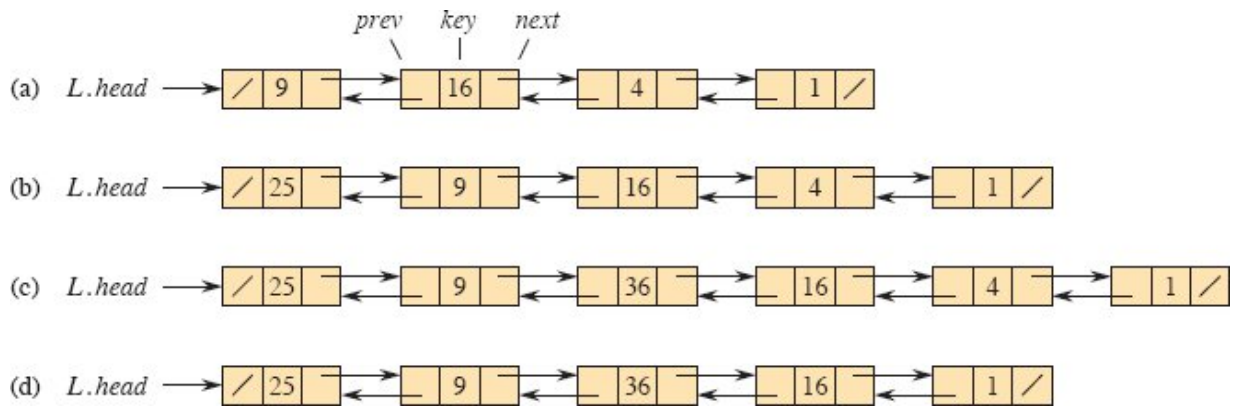 prev key next
(a) L.head / 9 16 4 1 /
(b) L.head / 25 9 16 4 1 /
(c) L.head / 25 9 36 16 4 1 /
(d) L.head / 25 9 36 16 1 /